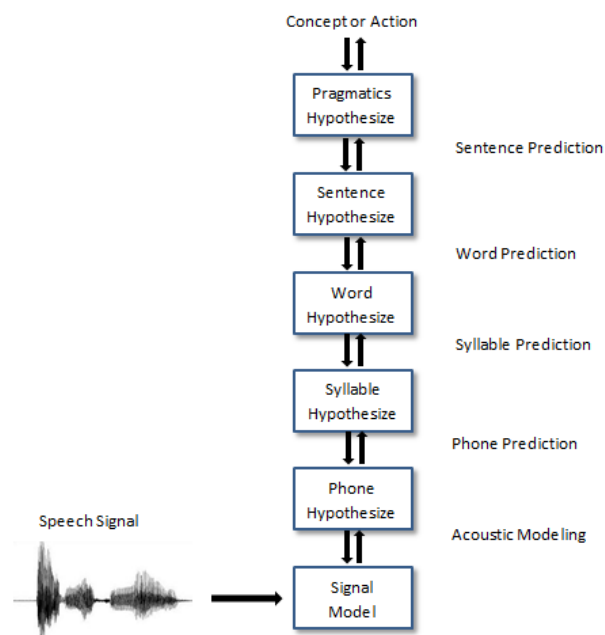 Concept or Action
Pragmatics
Hypothesize
Sentence Prediction
Sentence
Hypothesize
Word Prediction
Word
Hypothesize
Syllable Prediction
Syllable
Hypothesize
Phone Prediction
Phone
Hypothesize
Speech Signal
Acoustic Modeling
Signal
Model